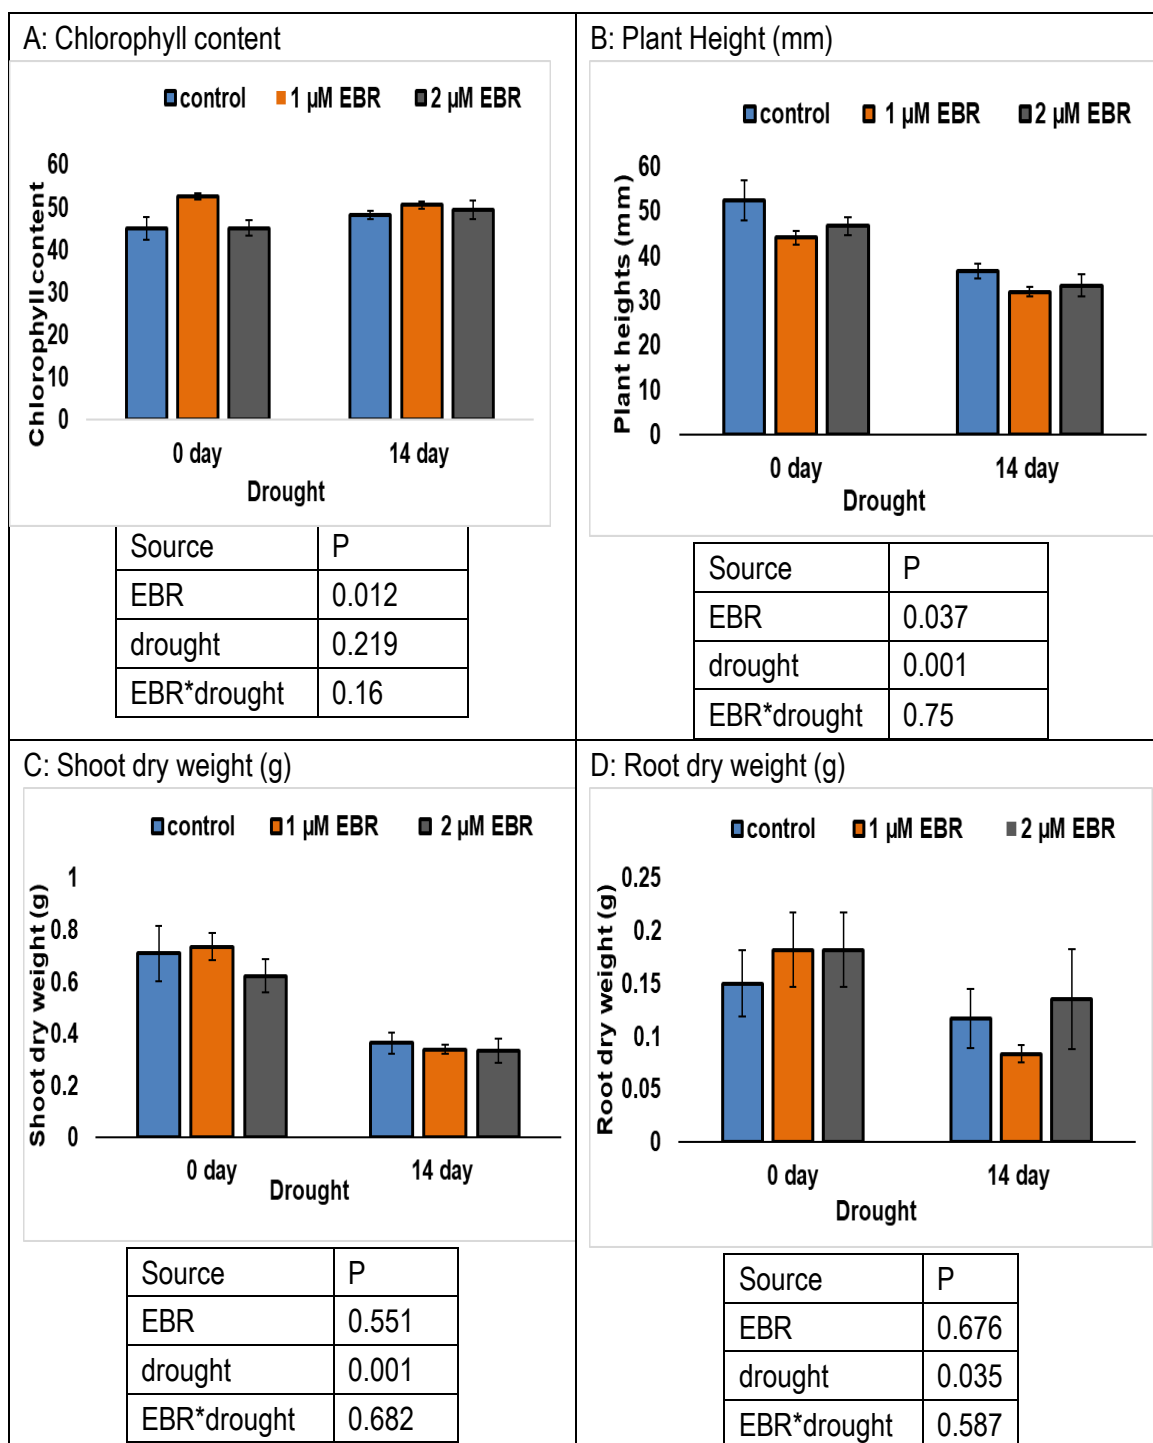 A: Chlorophyll content
control 1 µM EBR 2 µM EBR
60
50
40
30
20
10
0
Chlorophyll content
0 day 14 day
Drought
Source P
EBR 0.012
drought 0.219
EBR*drought 0.16
B: Plant Height (mm)
control 1 µM EBR 2 µM EBR
60
50
40
30
20
10
0
Plant heights (mm)
0 day 14 day
Drought
Source P
EBR 0.037
drought 0.001
EBR*drought 0.75
C: Shoot dry weight (g)
control 1 µM EBR 2 µM EBR
1
0.8
0.6
0.4
0.2
0
Shoot dry weight (g)
0 day 14 day
Drought
Source P
EBR 0.551
drought 0.001
EBR*drought 0.682
D: Root dry weight (g)
control 1 µM EBR 2 µM EBR
0.25
0.2
0.15
0.1
0.05
0
Root dry weight (g)
0 day 14 day
Drought
Source P
EBR 0.676
drought 0.035
EBR*drought 0.587